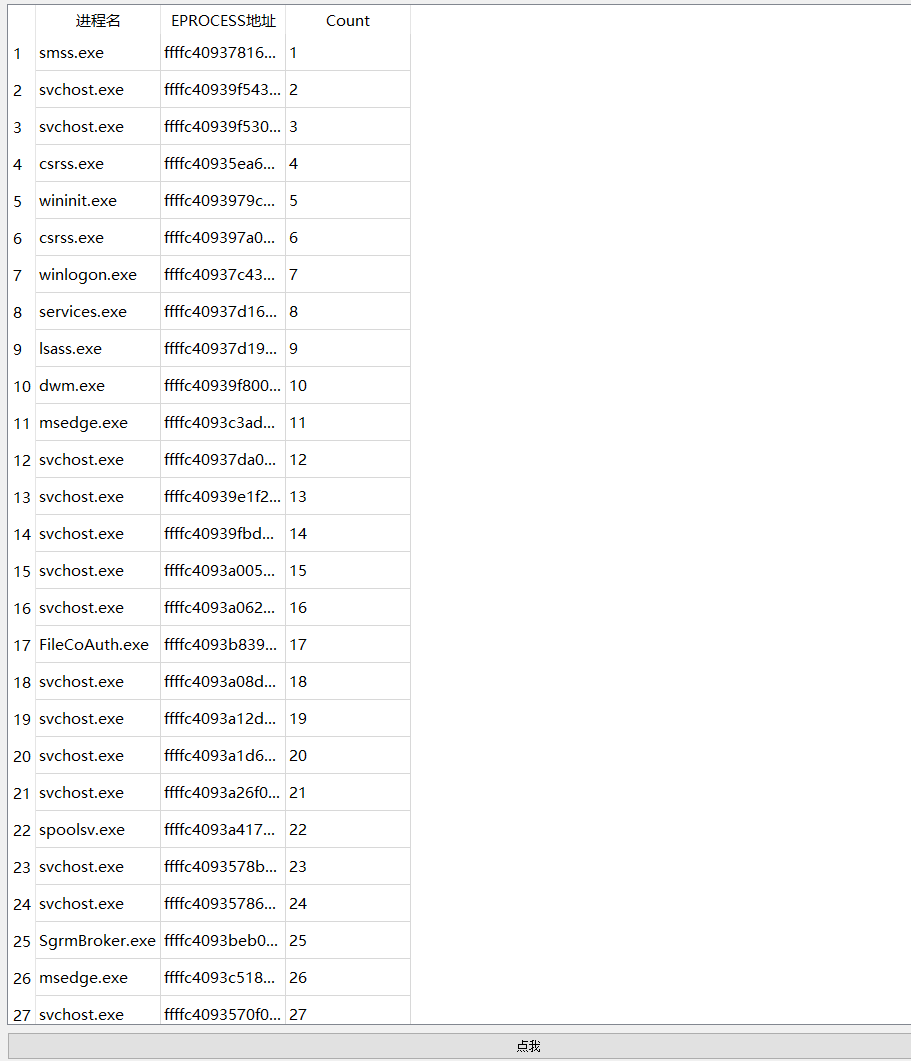 进程名 EPROCESS地址 Count
1 smss.exe ffffc40937816... 1
2 svchost.exe ffffc40939f543... 2
3 svchost.exe ffffc40939f530... 3
4 csrss.exe ffffc40935ea6... 4
5 wininit.exe ffffc4093979c... 5
6 csrss.exe ffffc409397a0... 6
7 winlogon.exe ffffc40937c43... 7
8 services.exe ffffc40937d16... 8
9 lsass.exe ffffc40937d19... 9
10 dwm.exe ffffc40939f800... 10
11 msedge.exe ffffc4093c3ad... 11
12 svchost.exe ffffc40937da0... 12
13 svchost.exe ffffc40939e1f2... 13
14 svchost.exe ffffc40939fbd... 14
15 svchost.exe ffffc4093a005... 15
16 svchost.exe ffffc4093a062... 16
17 FileCoAuth.exe ffffc4093b839... 17
18 svchost.exe ffffc4093a08d... 18
19 svchost.exe ffffc4093a12d... 19
20 svchost.exe ffffc4093a1d6... 20
21 svchost.exe ffffc4093a26f0... 21
22 spoolsv.exe ffffc4093a417... 22
23 svchost.exe ffffc4093578b... 23
24 svchost.exe ffffc40935786... 24
25 SgrmBroker.exe ffffc4093beb0... 25
26 msedge.exe ffffc4093c518... 26
27 svchost.exe ffffc4093570f0... 27
点我